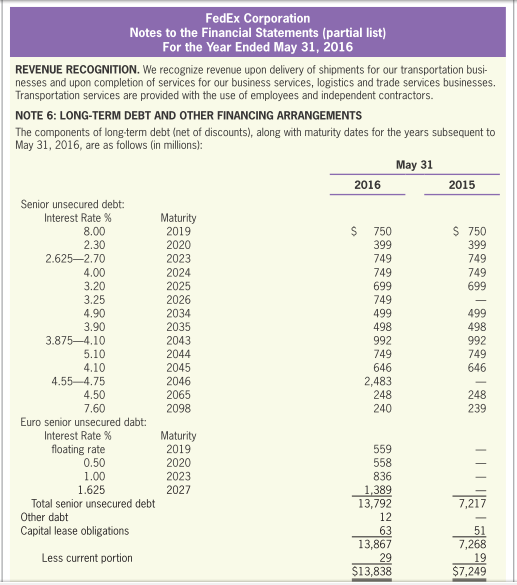 FedEx Corporation
Notes to the Financial Statements (partial list)
For the Year Ended May 31, 2016
REVENUE RECOGNITION. We recognize revenue upon delivery of shipments for our transportation busi-
nesses and upon completion of services for our business services, logistics and trade services businesses.
Transportation services are provided with the use of employees and independent contractors.
NOTE 6: LONG-TERM DEBT AND OTHER FINANCING ARRANGEMENTS
The components of long-term debt (net of discounts), along with maturity dates for the years subsequent to
May 31, 2016, are as follows (in millions):
May 31
2016 2015
Senior unsecured debt:
Interest Rate % Maturity
8.00 2019 $ 750 $ 750
2.30 2020 399 399
2.625—2.70 2023 749 749
4.00 2024 749 749
3.20 2025 699 699
3.25 2026 749 —
4.90 2034 499 499
3.90 2035 498 498
3.875—4.10 2043 992 992
5.10 2044 749 749
4.10 2045 646 646
4.55—4.75 2046 2,483 —
4.50 2065 248 248
7.60 2098 240 239
Euro senior unsecured dabt:
Interest Rate % Maturity
floating rate 2019 559 —
0.50 2020 558 —
1.00 2023 836 —
1.625 2027 1,389 —
Total senior unsecured debt 13,792 7,217
Other debt 12 —
Capital lease obligations 63 51
13,867 7,268
Less current portion 29 19
$13,838 $7,249